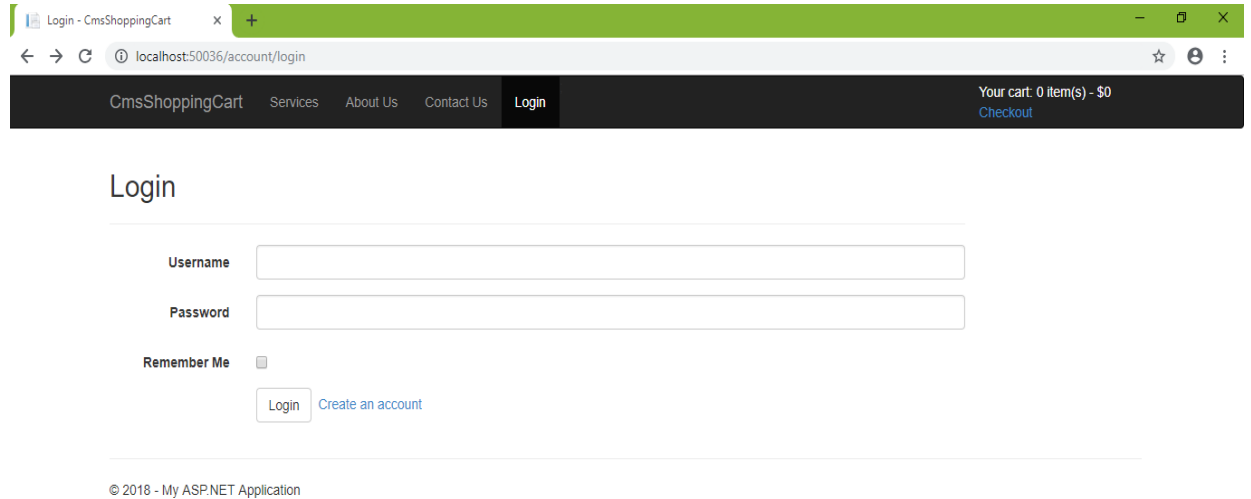 Login - CmsShoppingCart
localhost:50036/account/login
CmsShoppingCart Services About Us Contact Us Login Your cart: 0 item(s) - $0
Checkout
Login
Username
Password
Remember Me
Login Create an account
© 2018 - My ASP.NET Application